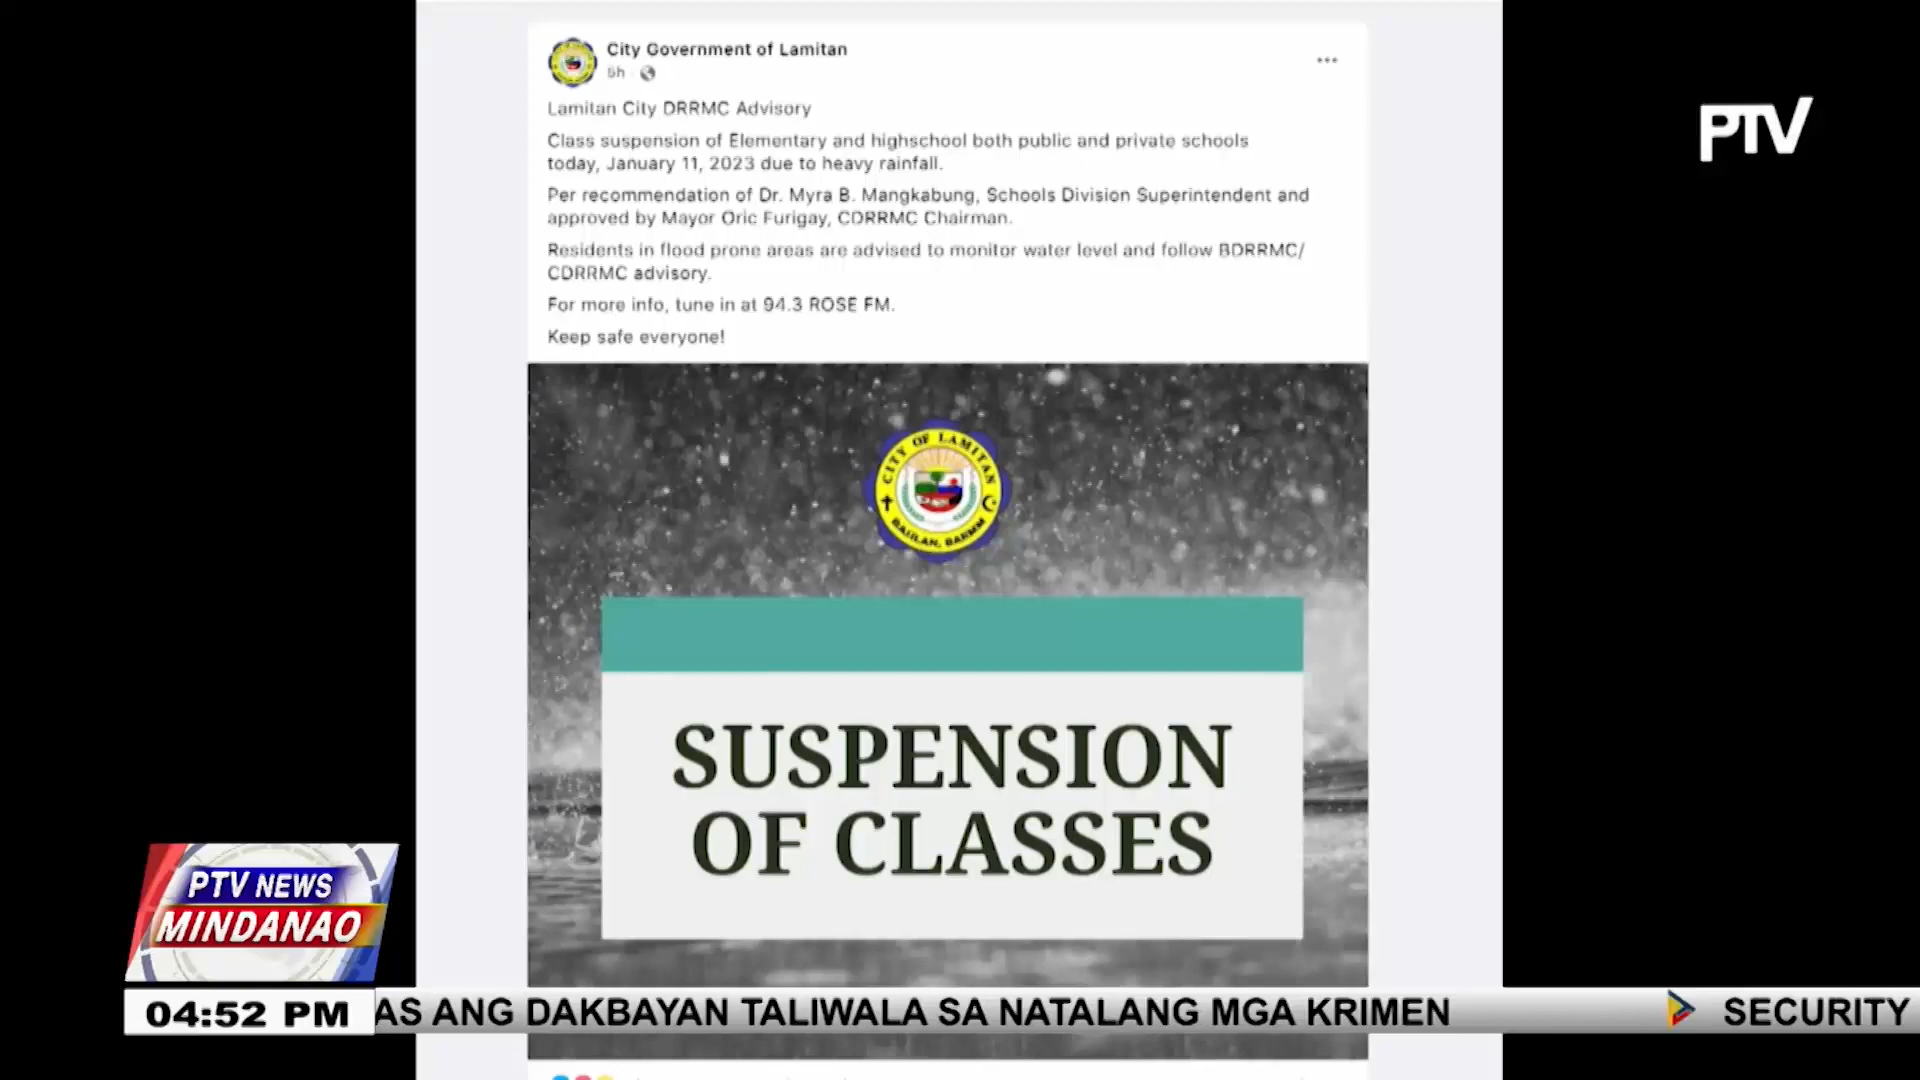 City Government of Lamitan
5h
Lamitan City DRRMC Advisory
Class suspension of Elementary and highschool both public and private schools
today, January 11, 2023 due to heavy rainfall.
Per recommendation of Dr. Myra B. Mangkabung, Schools Division Superintendent and
approved by Mayor Oric Furigay, CDRRMC Chairman.
Residents in flood prone areas are advised to monitor water level and follow BDRRMC/
CDRRMC advisory.
For more info, tune in at 94.3 ROSE FM.
Keep safe everyone!
PTV
CITY OF LAMITAN
BASILAN, BARMM
SUSPENSION
OF CLASSES
PTV NEWS
MINDANAO
04:52 PM
AS ANG DAKBAYAN TALIWALA SA NATALANG MGA KRIMEN
SECURITY